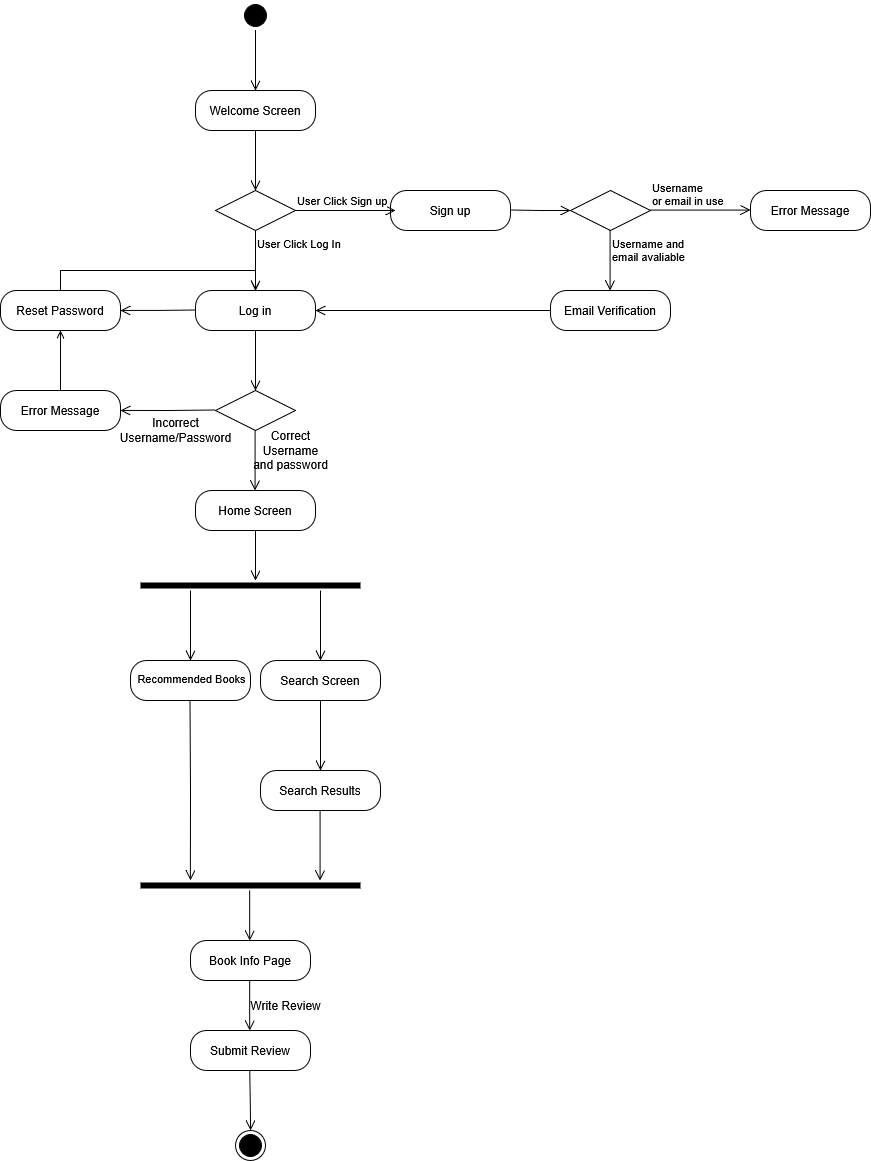 Welcome Screen
User Click Sign up
Sign up
Username
or email in use
Error Message
User Click Log In
Username and
email avaliable
Reset Password
Log in
Email Verification
Error Message
Incorrect
Username/Password
Correct
Username
and password
Home Screen
Recommended Books
Search Screen
Search Results
Book Info Page
Write Review
Submit Review